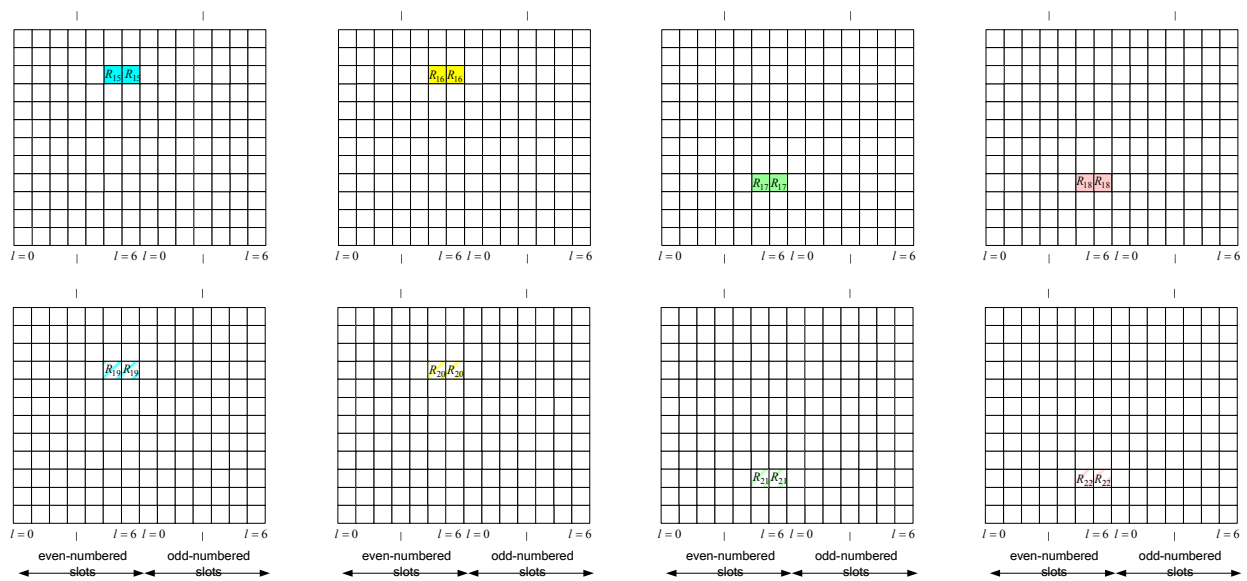 R15 R15 R16 R16 R17 R17 R18 R18
l = 0 l = 6 l = 0 l = 6 l = 0 l = 6 l = 0 l = 6 l = 0 l = 6 l = 0 l = 6 l = 0 l = 6 l = 0 l = 6
R19 R19 R20 R20 R21 R21 R22 R22
l = 0 l = 6 l = 0 l = 6 l = 0 l = 6 l = 0 l = 6 l = 0 l = 6 l = 0 l = 6 l = 0 l = 6 l = 0 l = 6
even-numbered odd-numbered even-numbered odd-numbered even-numbered odd-numbered even-numbered odd-numbered
slots slots slots slots slots slots slots slots